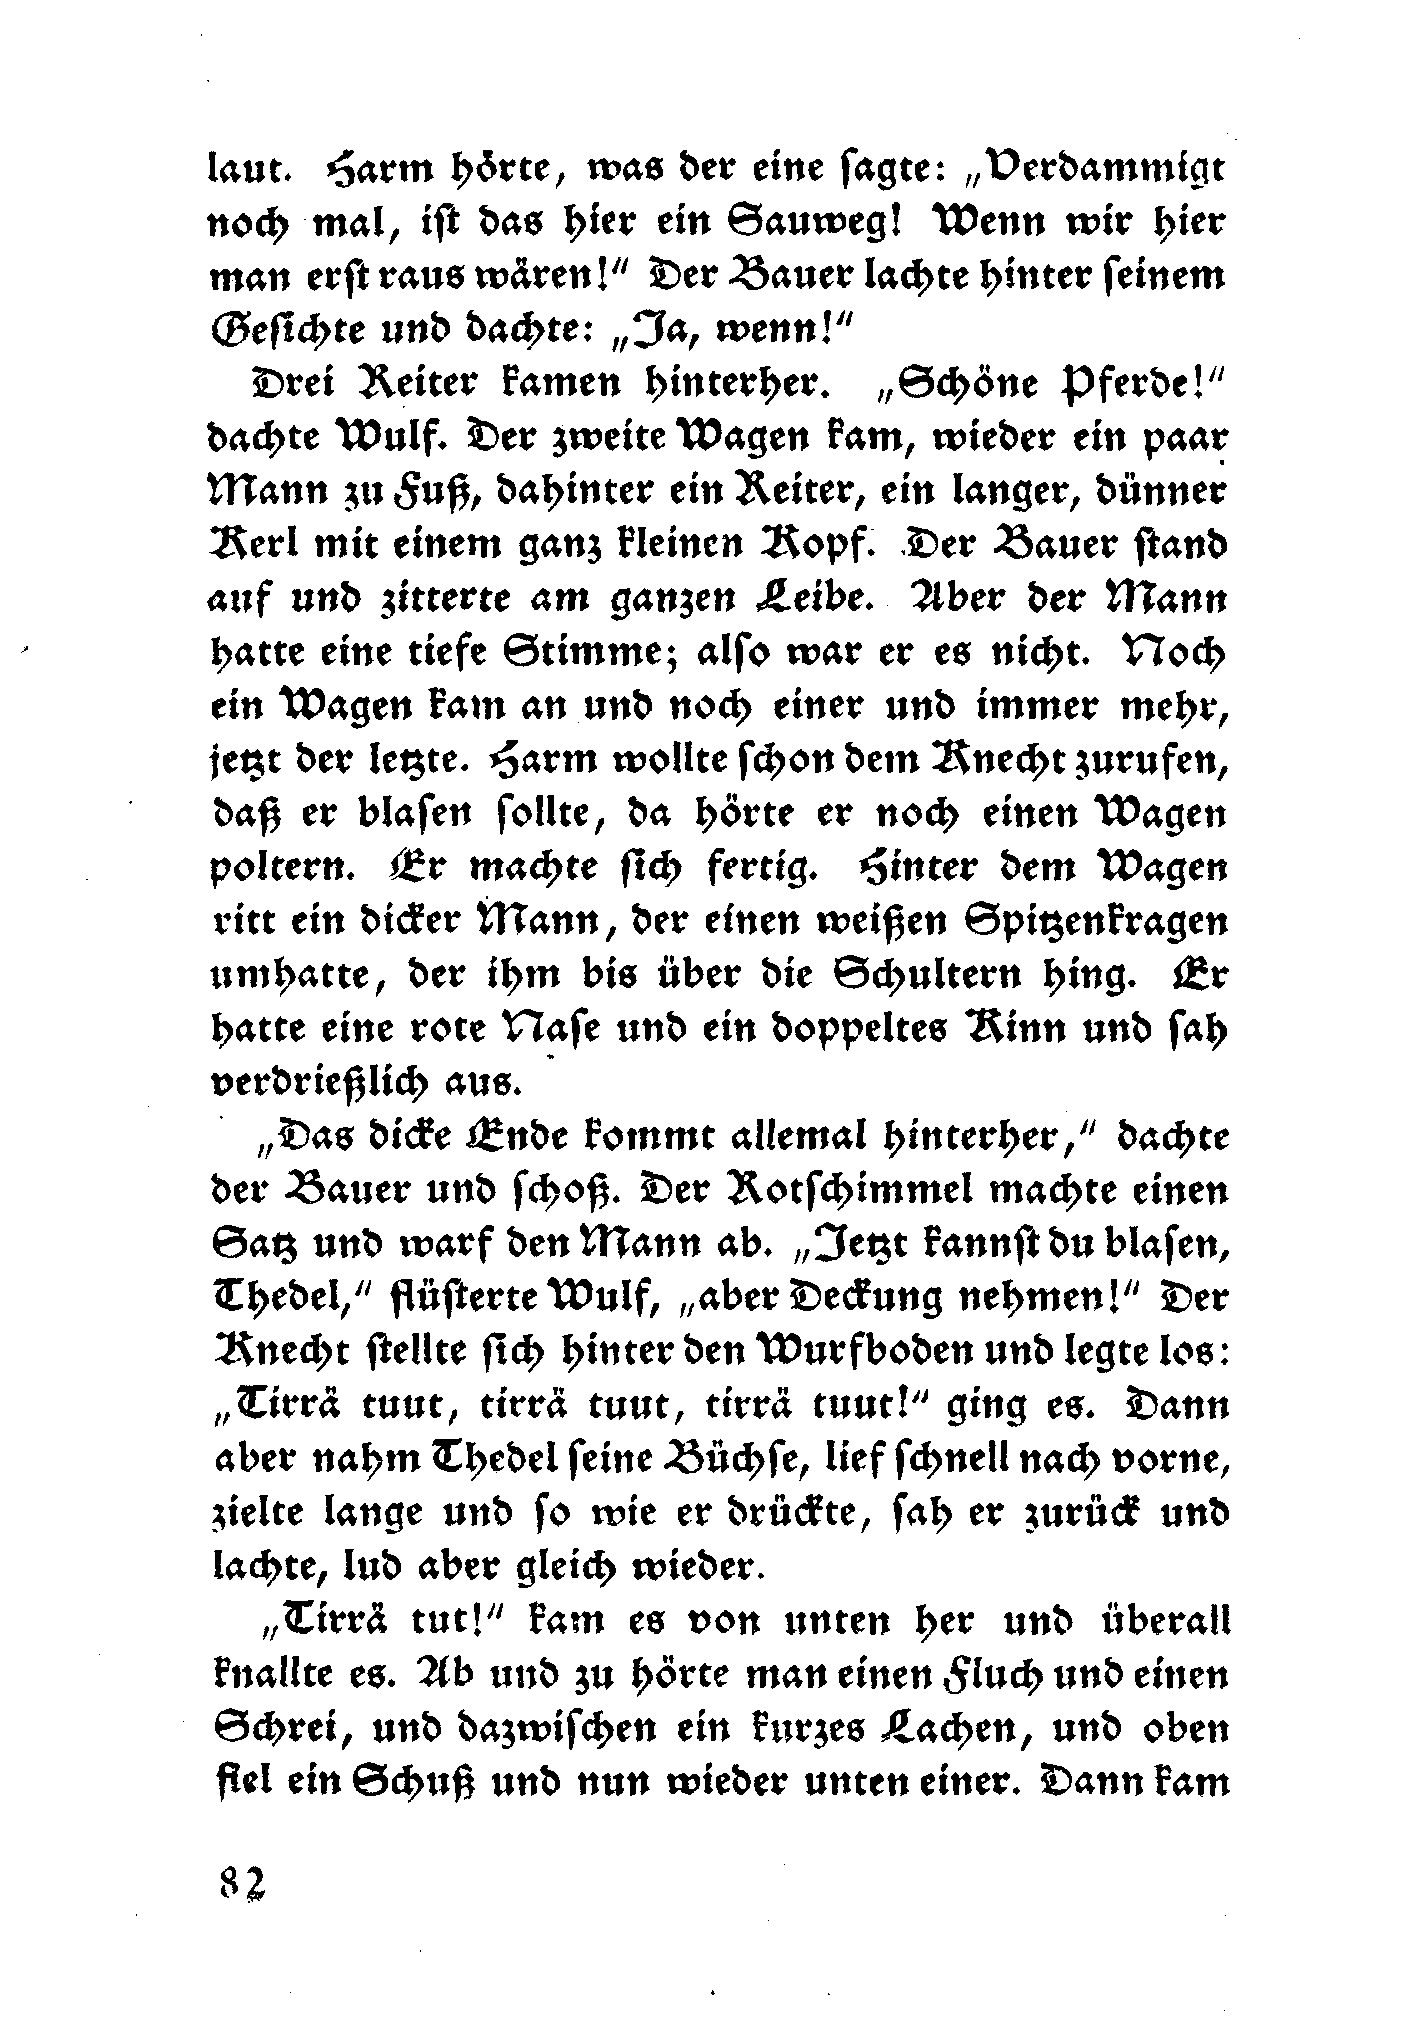 laut. Harm hörte, was der eine sagte: „Verdammigt
noch mal, ist das hier ein Sauweg! Wenn wir hier
man erst raus wären!“ Der Bauer lachte hinter seinem
Gesichte und dachte: „Ja, wenn!“
Drei Reiter kamen hinterher. „Schöne Pferde!“
dachte Wulf. Der zweite Wagen kam, wieder ein paar
Mann zu Fuß, dahinter ein Reiter, ein langer, dünner
Kerl mit einem ganz kleinen Kopf. Der Bauer stand
auf und zitterte am ganzen Leibe. Aber der Mann
hatte eine tiefe Stimme; also war er es nicht. Noch
ein Wagen kam an und noch einer und immer mehr,
jetzt der letzte. Harm wollte schon dem Knecht zurufen,
daß er blasen sollte, da hörte er noch einen Wagen
poltern. Er machte sich fertig. Hinter dem Wagen
ritt ein dicker Mann, der einen weißen Spitzenkragen
umhatte, der ihm bis über die Schultern hing. Er
hatte eine rote Nase und ein doppeltes Kinn und sah
verdrießlich aus.
„Das dicke Ende kommt allemal hinterher,“ dachte
der Bauer und schoß. Der Rotschimmel machte einen
Satz und warf den Mann ab. „Jetzt kannst du blasen,
Thedel,“ flüsterte Wulf, „aber Deckung nehmen!“ Der
Knecht stellte sich hinter den Wurfboden und legte los:
„Tirrä tuut, tirrä tuut, tirrä tuut!“ ging es. Dann
aber nahm Thedel seine Büchse, lief schnell nach vorne,
zielte lange und so wie er drückte, sah er zurück und
lachte, lud aber gleich wieder.
„Tirrä tut!“ kam es von unten her und überall
knallte es. Ab und zu hörte man einen Fluch und einen
Schrei, und dazwischen ein kurzes Lachen, und oben
fiel ein Schuß und nun wieder unten einer. Dann kam
82